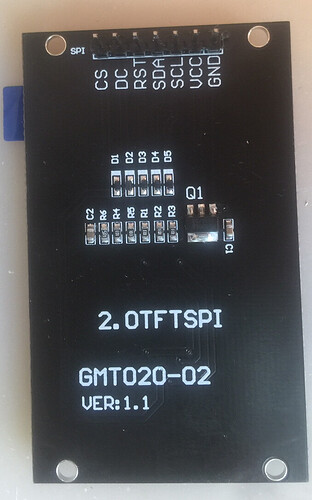 SPI
CS DC RST SDA SCL VCC GND
D1 D2 D3 D4 D5
Q1
C2 R6 R4 R5 R1 R2 R3
C1
2.0TFTSPI
GMT020-02
VER:1.1